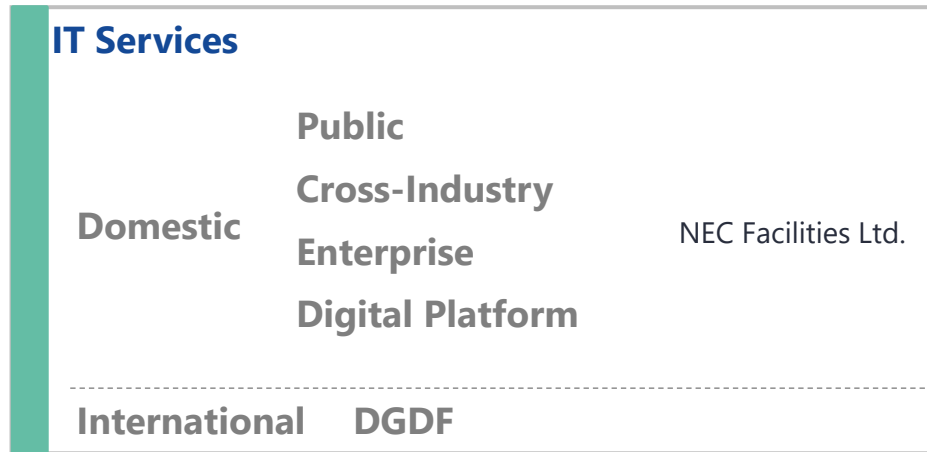 IT Services
Public
Cross-Industry
Domestic
NEC Facilities Ltd.
Enterprise
Digital Platform
International DGDF